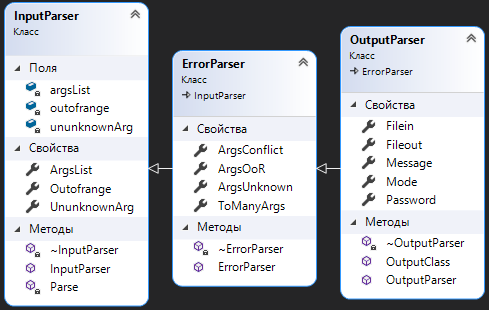 InputParser
Класс
Поля
argsList
outofrange
ununknownArg
Свойства
ArgsList
Outofrange
UnunknownArg
Методы
~InputParser
InputParser
Parse
ErrorParser
Класс
InputParser
Свойства
ArgsConflict
ArgsOoR
ArgsUnknown
ToManyArgs
Методы
~ErrorParser
ErrorParser
OutputParser
Класс
ErrorParser
Свойства
Filein
Fileout
Message
Mode
Password
Методы
~OutputParser
OutputClass
OutputParser